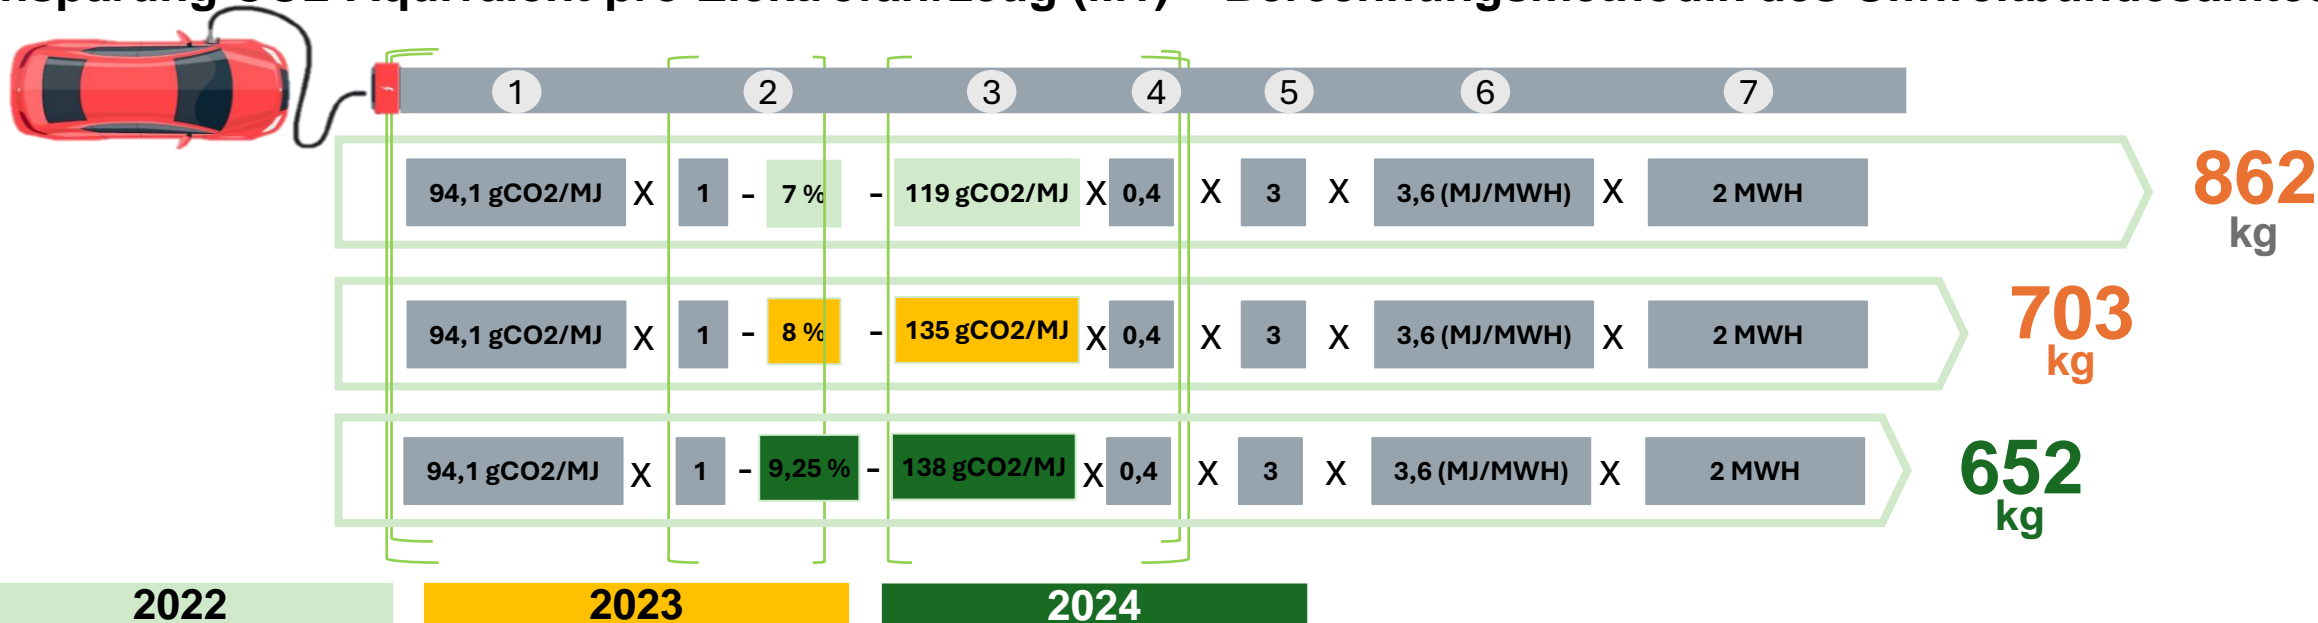 1 2 3 4 5 6 7
94,1 gCO2/MJ X 1 - 7 % - 119 gCO2/MJ X 0,4 X 3 X 3,6 (MJ/MWH) X 2 MWH
862
kg
94,1 gCO2/MJ X 1 - 8 % - 135 gCO2/MJ X 0,4 X 3 X 3,6 (MJ/MWH) X 2 MWH
703
kg
94,1 gCO2/MJ X 1 - 9,25 % - 138 gCO2/MJ X 0,4 X 3 X 3,6 (MJ/MWH) X 2 MWH
652
kg
2022 2023 2024